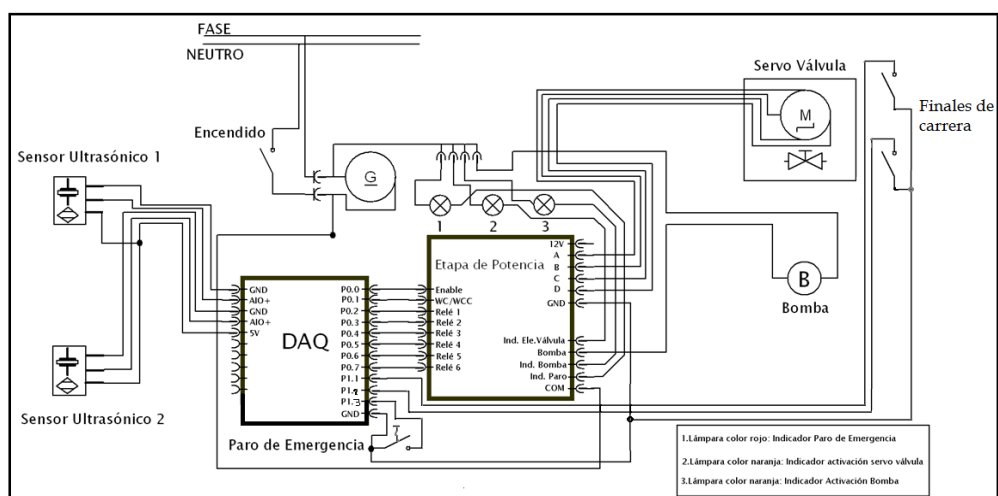 FASE
NEUTRO
Encendido
G
Sensor Ultrasónico 1
Sensor Ultrasónico 2
Servo Válvula
M
Finales de
carrera
1
2
3
B
Bomba
DAQ
GND
AIO+
GND
AIO+
5V
P0.0
P0.1
P0.2
P0.3
P0.4
P0.5
P0.6
P0.7
P1.1
P1.2
P1.3
GND
Etapa de Potencia
Enable
WC/WCC
Relé 1
Relé 2
Relé 3
Relé 4
Relé 5
Relé 6
12V
A
B
C
D
GND
Ind. Ele.Válvula
Bomba
Ind. Bomba
Ind. Paro
COM
Paro de Emergencia
1.Lámpara color rojo: Indicador Paro de Emergencia
2.Lámpara color naranja: Indicador activación servo válvula
3.Lámpara color naranja: Indicador Activación Bomba